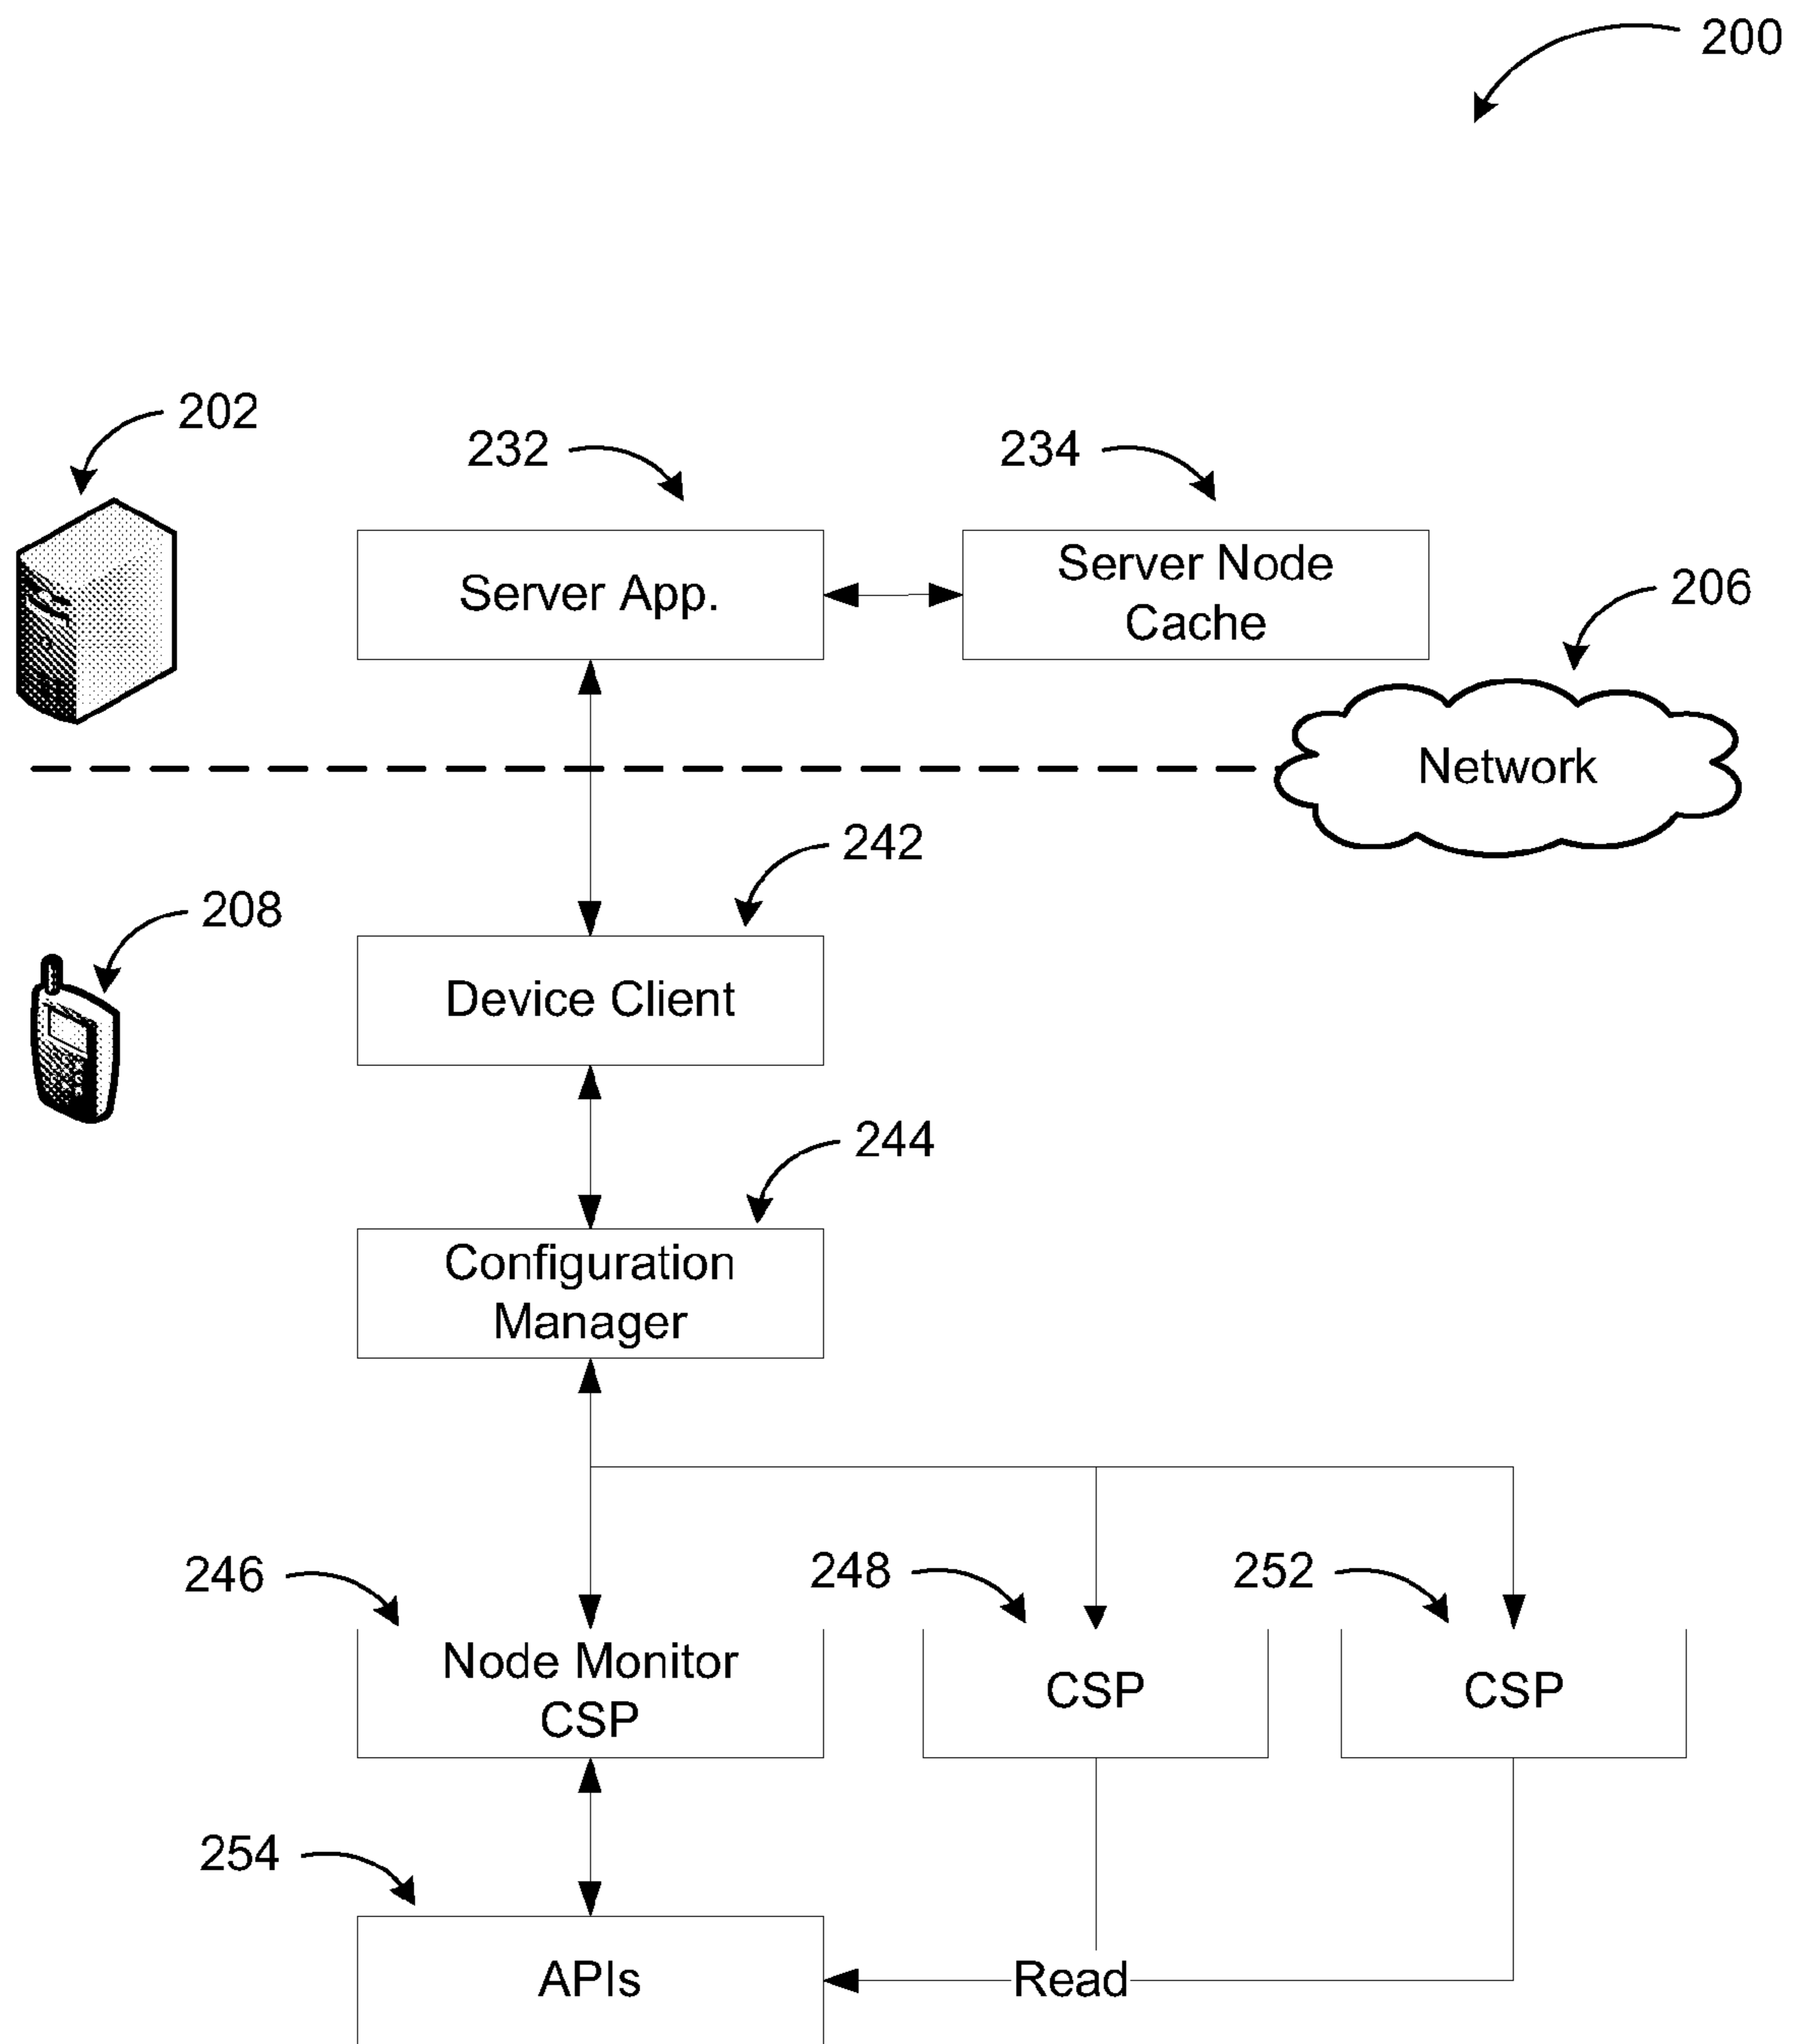 200
202
232
234
Server App.
Server Node
Cache
206
Network
242
208
Device Client
244
Configuration
Manager
246
248
252
Node Monitor
CSP
CSP
CSP
254
APIs
Read